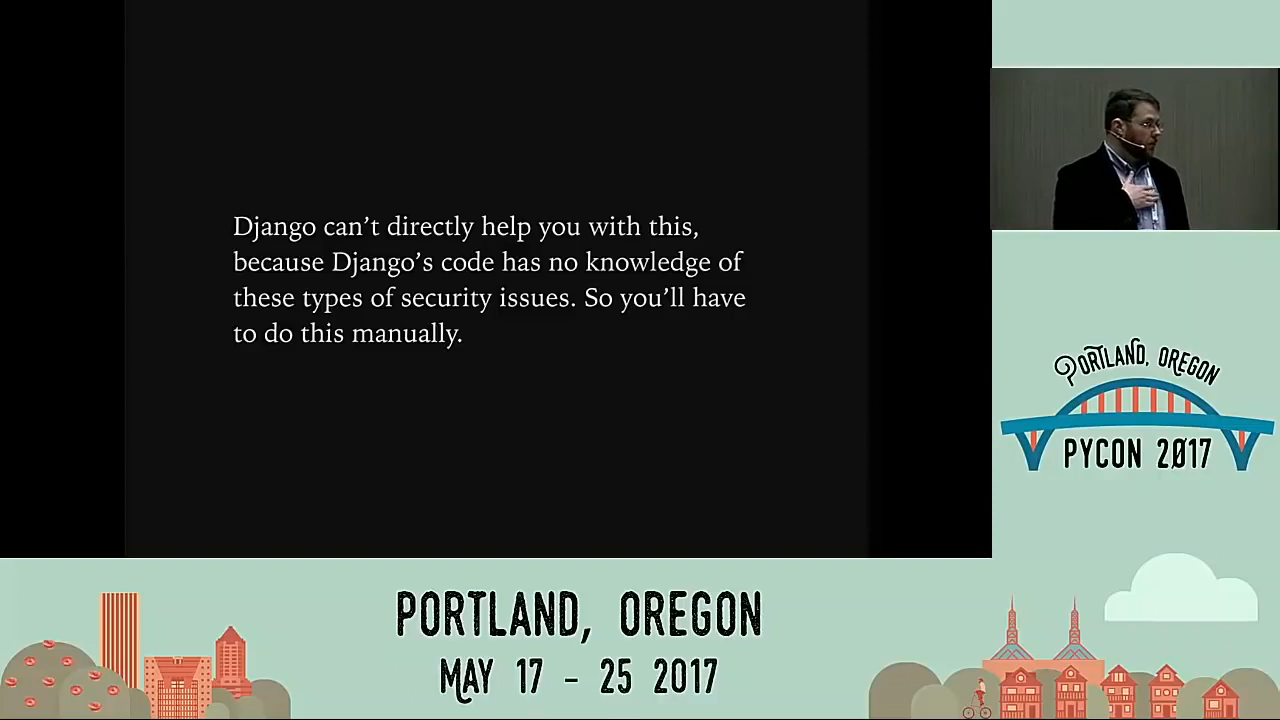 Django can’t directly help you with this,
because Django’s code has no knowledge of
these types of security issues. So you’ll have
to do this manually.
PORTLAND, OREGON
PYCON 2017
PORTLAND, OREGON
MAY 17 - 25 2017